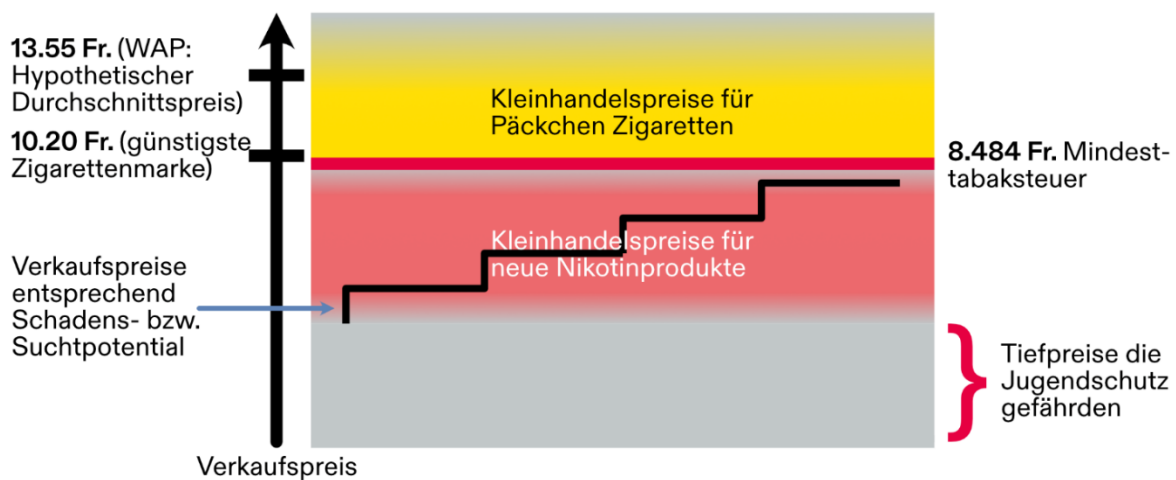 13.55 Fr. (WAP:
Hypothetischer
Durchschnittspreis)
10.20 Fr. (günstigste
Zigarettenmarke)
Verkaufspreise
entsprechend
Schadens- bzw.
Suchtpotential
Verkaufspreis
Kleinhandelspreise für
Päckchen Zigaretten
Kleinhandelspreise für
neue Nikotinprodukte
8.484 Fr. Mindest-
tabaksteuer
Tiefpreise die
Jugendschutz
gefährden